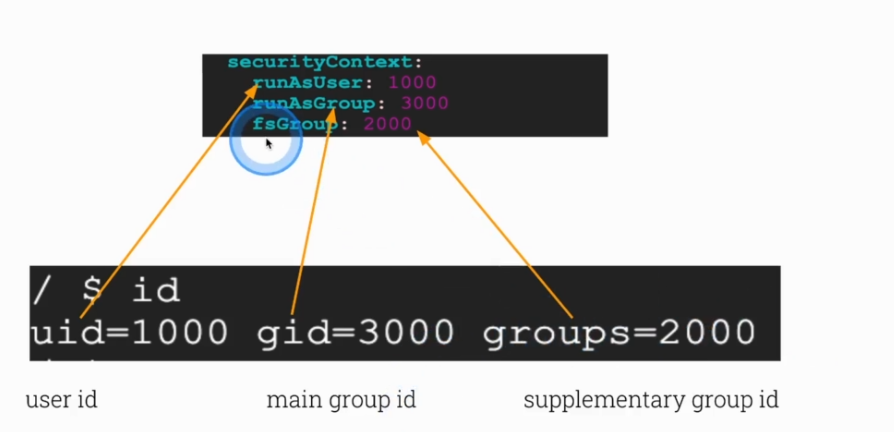 securityContext:
runAsUser: 1000
runAsGroup: 3000
fsGroup: 2000
/ $ id
uid=1000 gid=3000 groups=2000
user id
main group id
supplementary group id